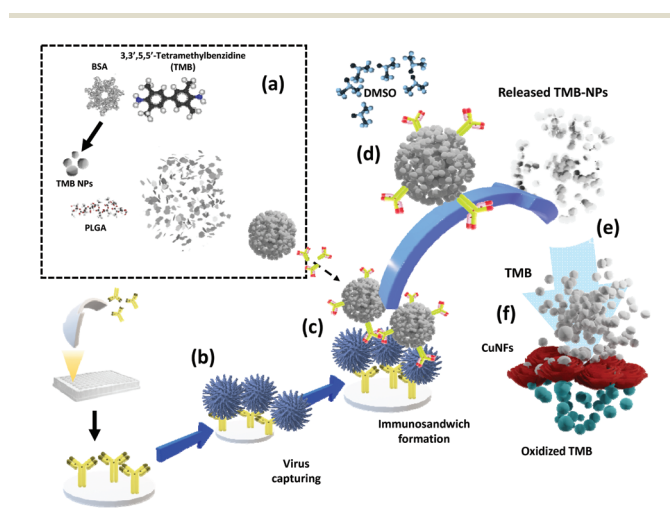 3,3’,5,5’-Tetramethylbenzidine
(TMB)
BSA
(a)
TMB NPs
PLGA
DMSO
(d)
Released TMB-NPs
(e)
TMB
(f)
CuNFs
Oxidized TMB
(b)
(c)
Virus
capturing
Immunosandwich
formation